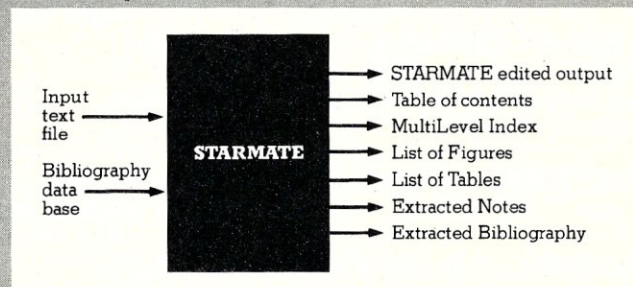 Input
text
file
Bibliography
data
base
STARMATE
STARMATE edited output
Table of contents
MultiLevel Index
List of Figures
List of Tables
Extracted Notes
Extracted Bibliography